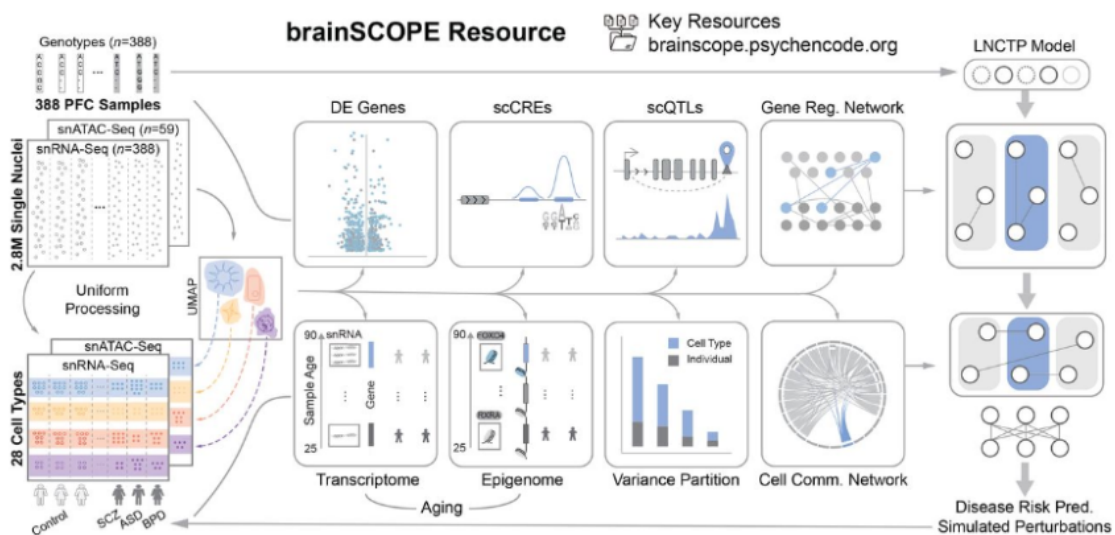 brainSCOPE Resource
Key Resources
brainscope.psychencode.org
Genotypes (n=388)
388 PFC Samples
snATAC-Seq (n=59)
snRNA-Seq (n=388)
2.8M Single Nuclei
Uniform
Processing
UMAP
snATAC-Seq
snRNA-Seq
28 Cell Types
Control
SCZ
ASD
BPD
DE Genes
scCREs
scQTLs
Gene Reg. Network
90
snRNA
Sample Age
Gene
25
Transcriptome
90
25
Epigenome
Aging
Cell Type
Individual
Variance Partition
Cell Comm. Network
LNCTP Model
Disease Risk Pred.
Simulated Perturbations